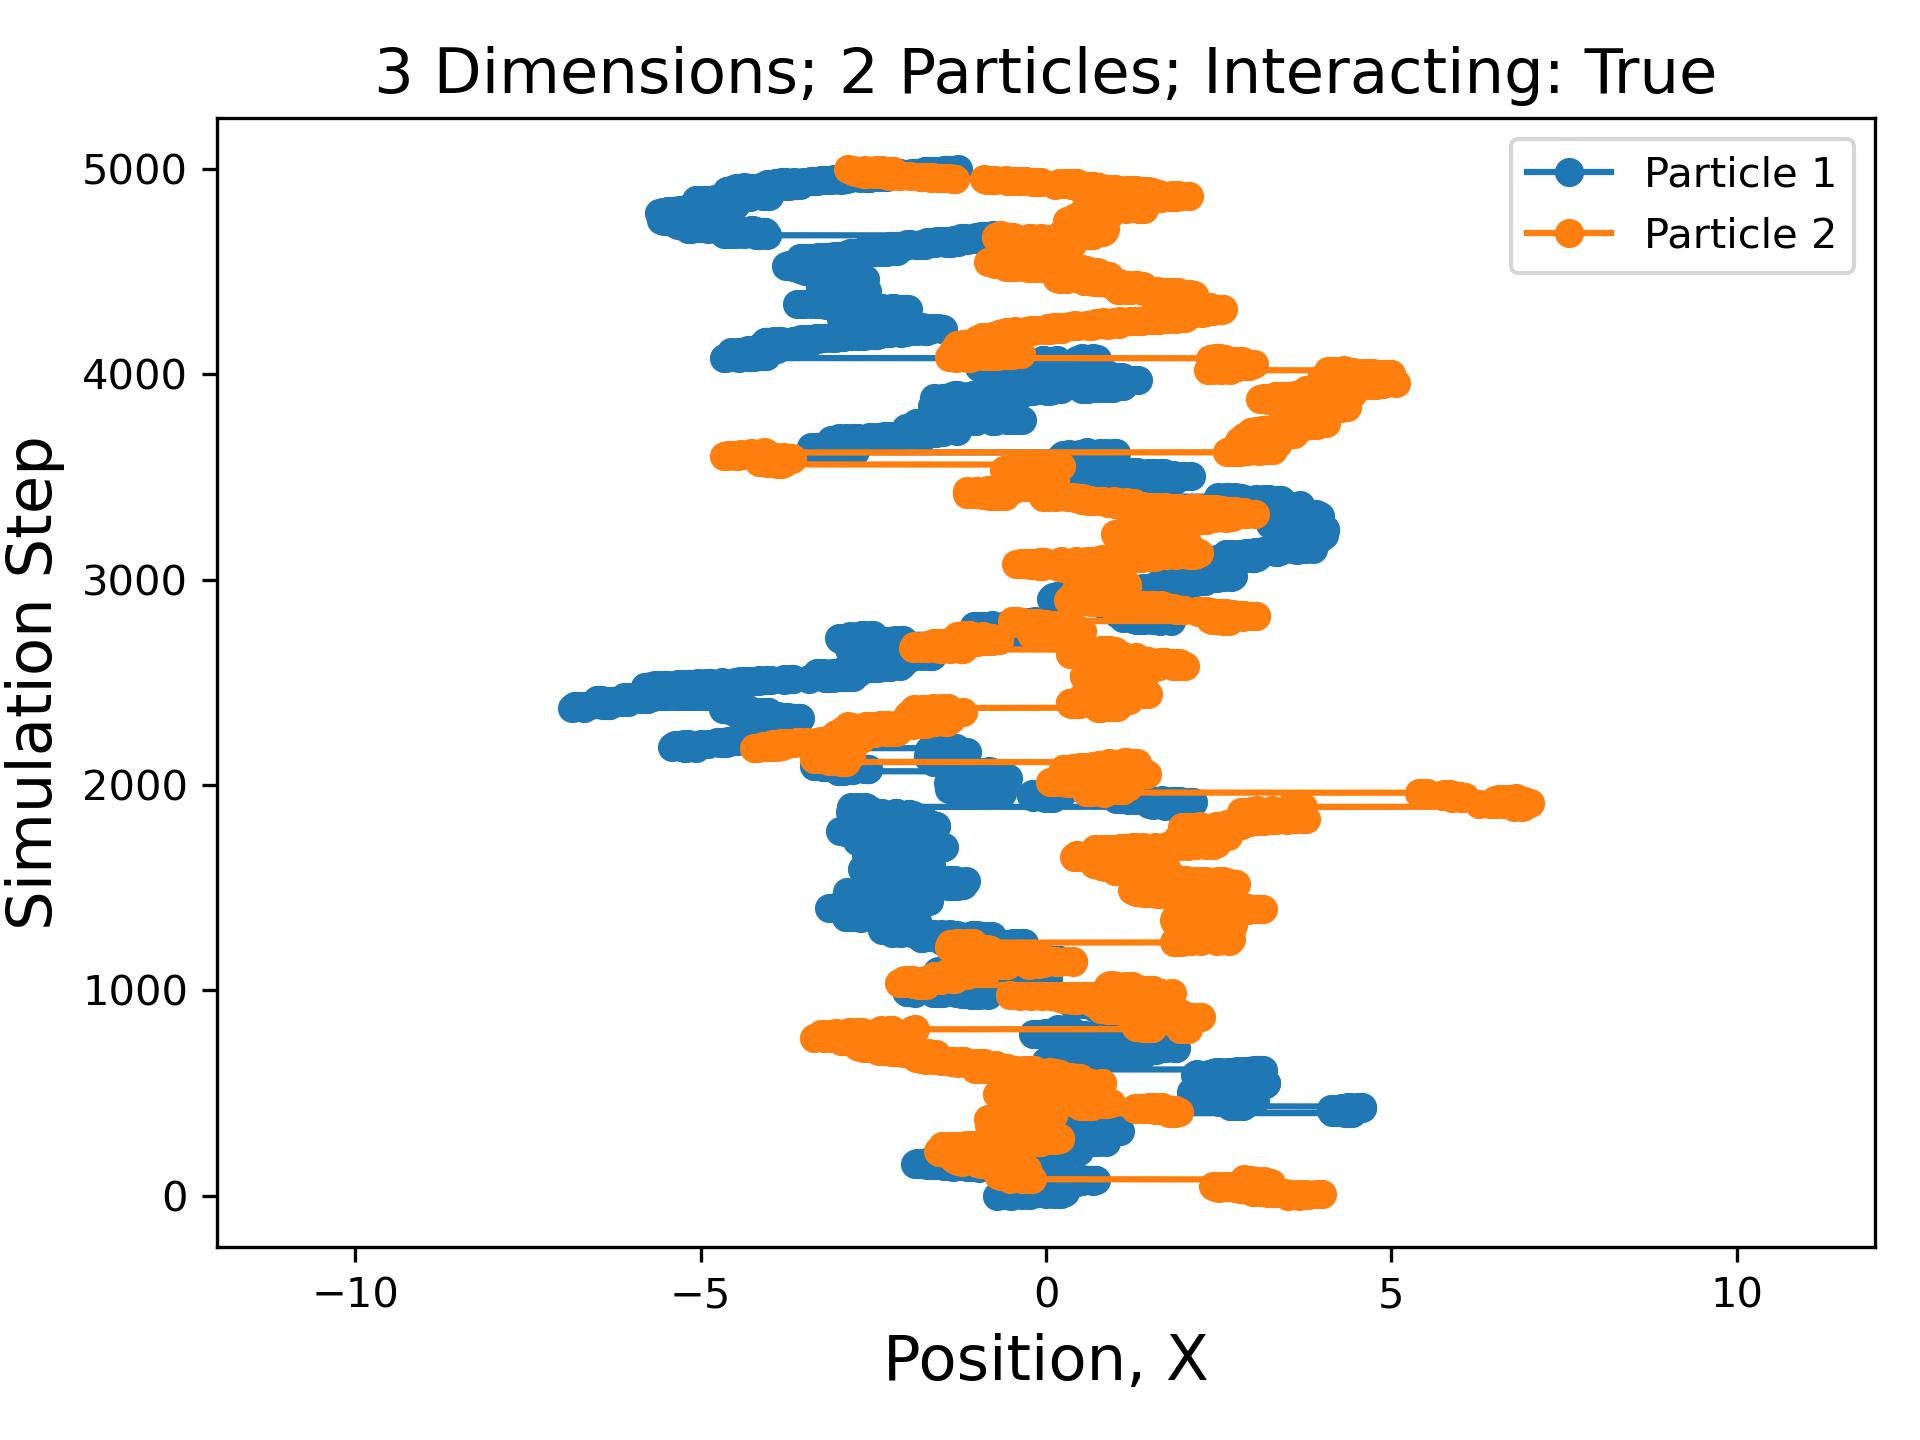 3 Dimensions; 2 Particles; Interacting: True
Particle 1
Particle 2
Simulation Step
5000
4000
3000
2000
1000
0
−10
−5
0
5
10
Position, X